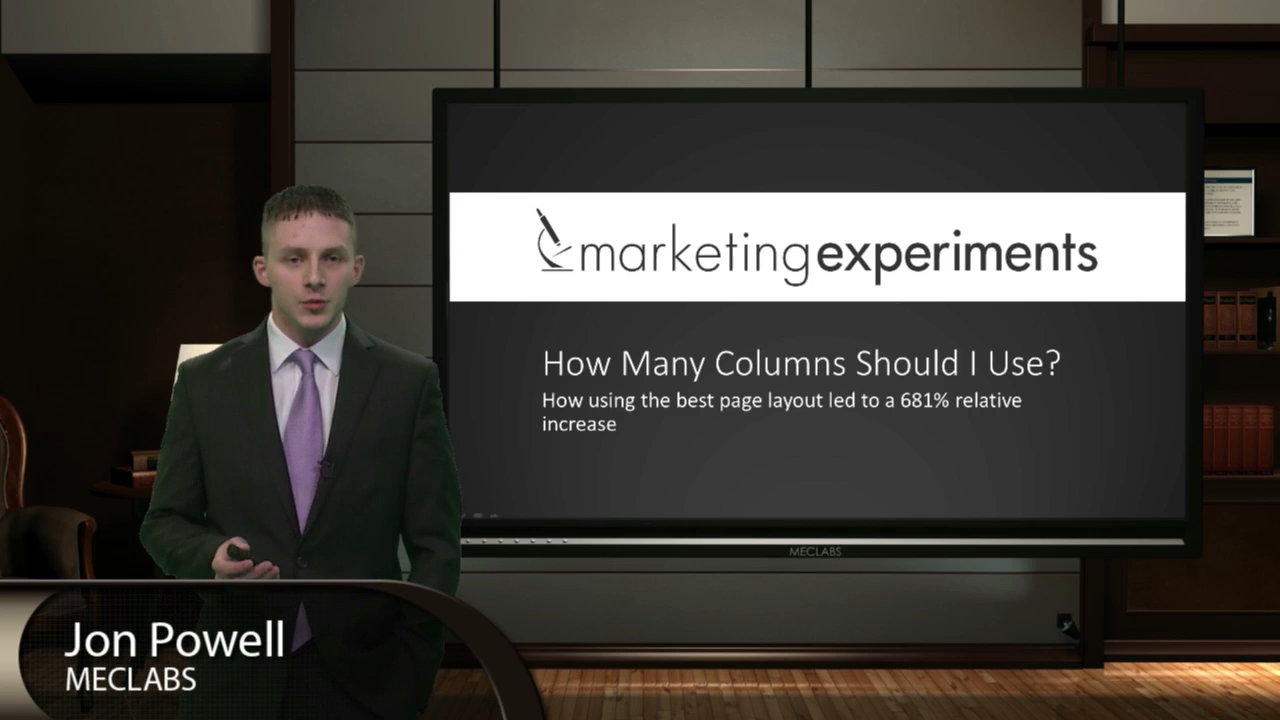 marketingexperiments
How Many Columns Should I Use?
How using the best page layout led to a 681% relative
increase
MECLABS
Jon Powell
MECLABS